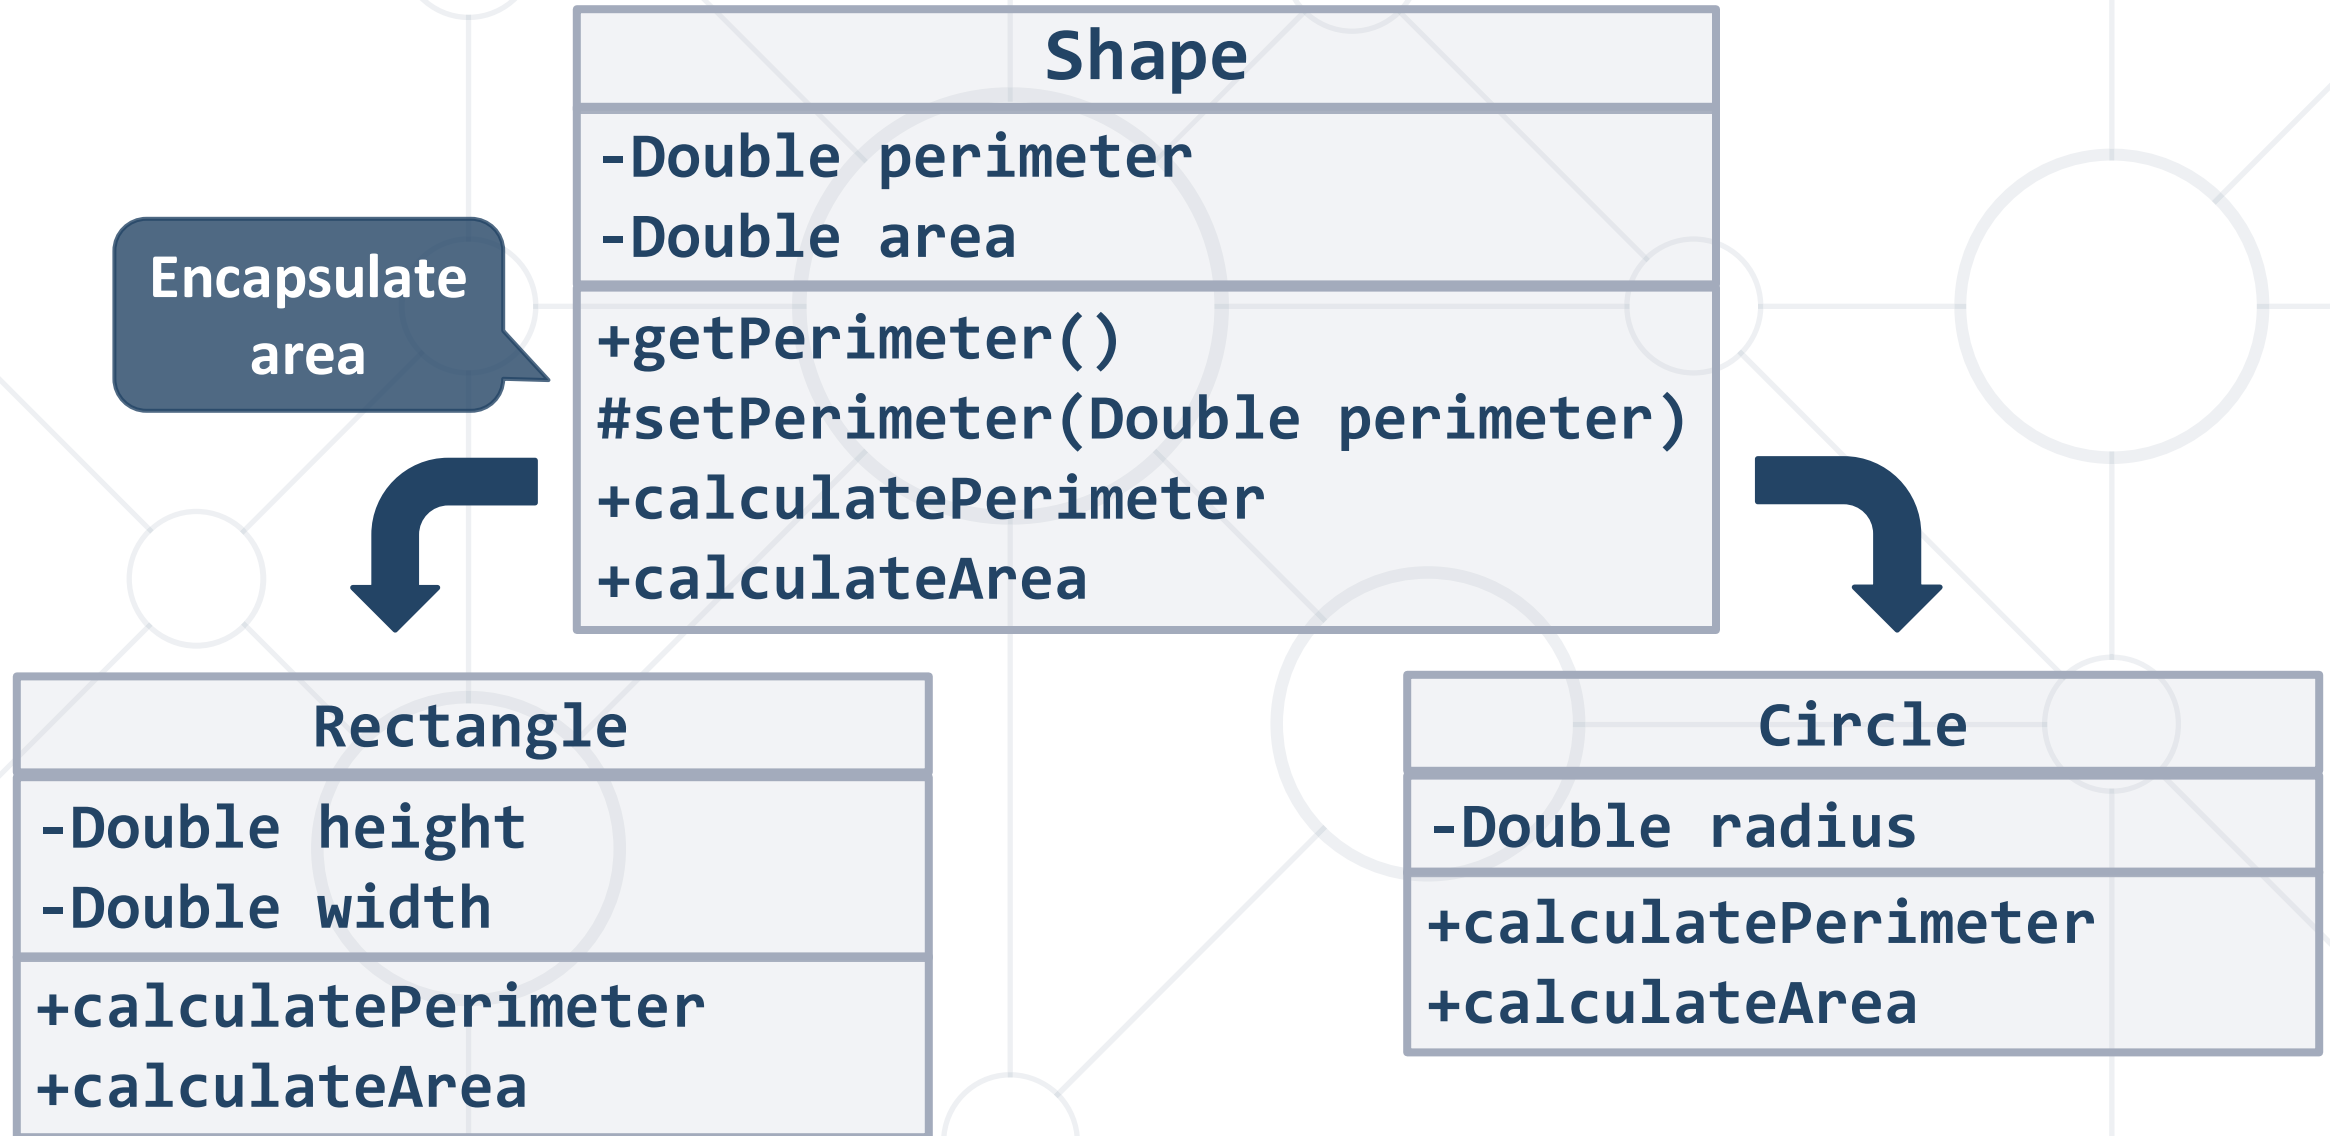 Shape
-Double perimeter
-Double area
Encapsulate
area
+getPerimeter()
#setPerimeter(Double perimeter)
+calculatePerimeter
+calculateArea
Rectangle
-Double height
-Double width
+calculatePerimeter
+calculateArea
Circle
-Double radius
+calculatePerimeter
+calculateArea